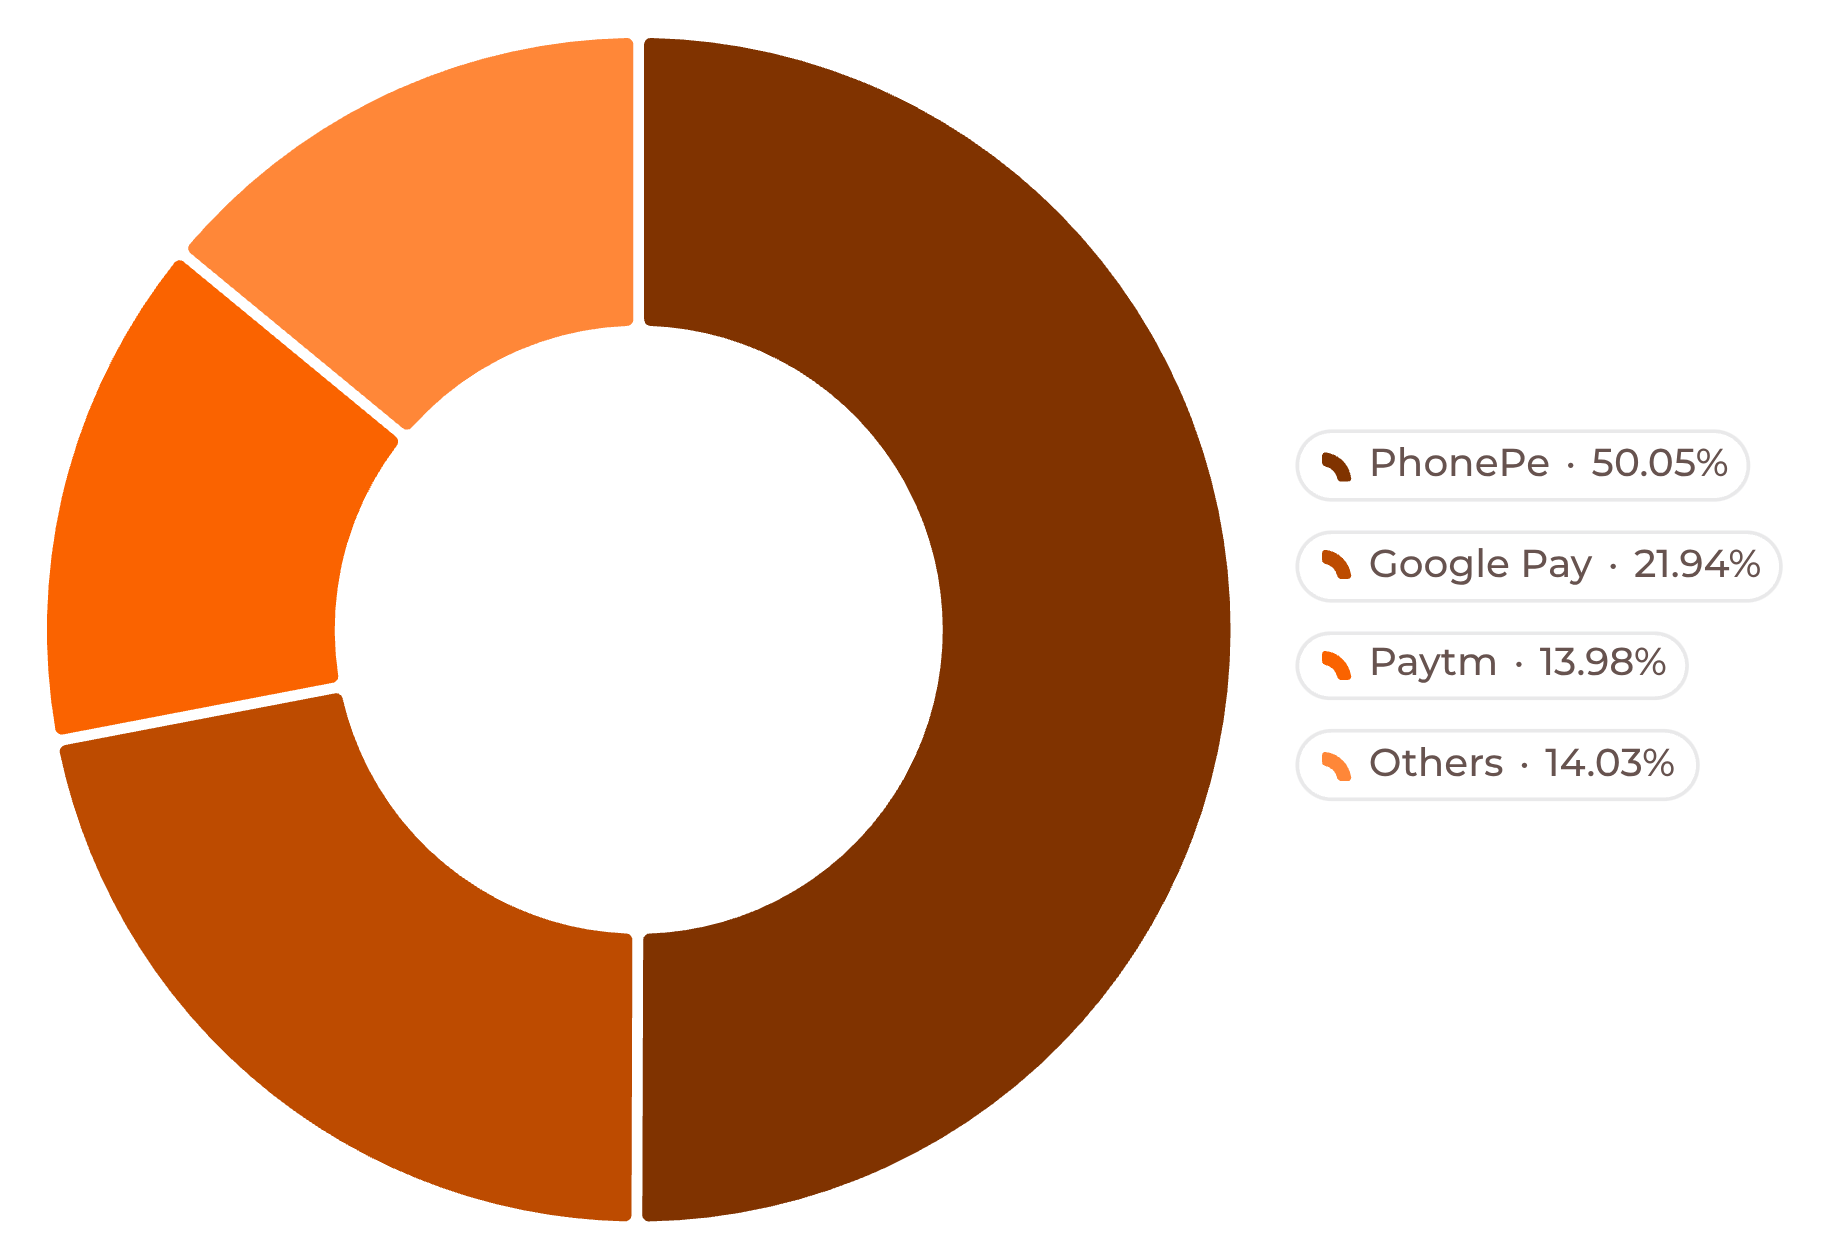 PhonePe · 50.05%
Google Pay · 21.94%
Paytm · 13.98%
Others · 14.03%